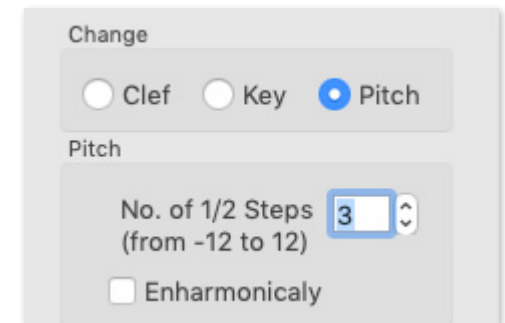 Change
Clef Key Pitch
Pitch
No. of 1/2 Steps 3
(from -12 to 12)
Enharmonicaly